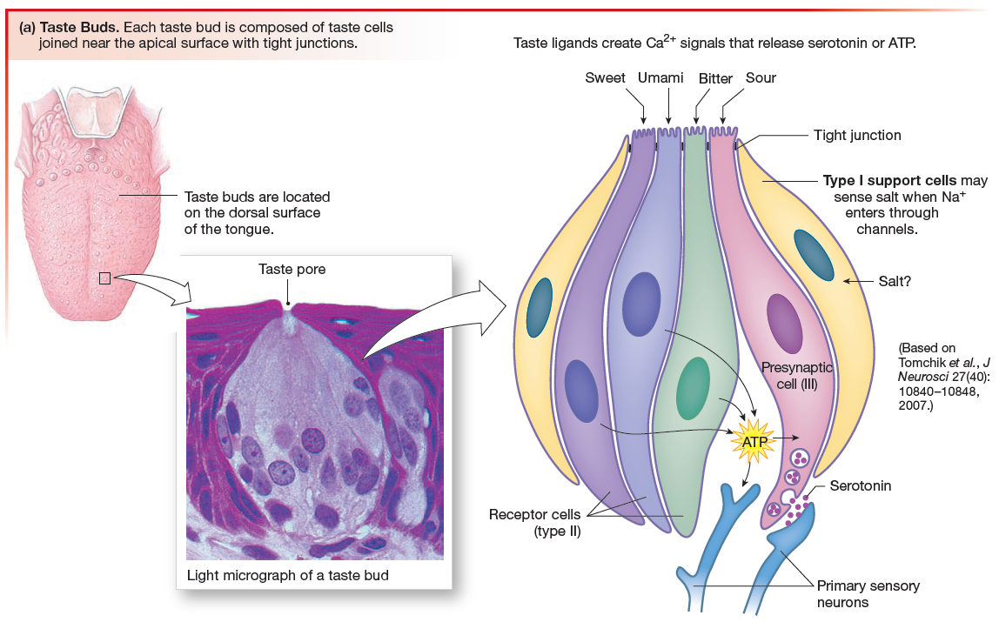 (a) Taste Buds. Each taste bud is composed of taste cells
joined near the apical surface with tight junctions.
Taste ligands create Ca2+ signals that release serotonin or ATP.
Sweet Umami Bitter Sour
Tight junction
Taste buds are located
on the dorsal surface
of the tongue.
Type I support cells may
sense salt when Na+
enters through
channels.
Taste pore
Salt?
Presynaptic
cell (III)
(Based on
Tomchik et al., J
Neurosci 27(40):
10840–10848,
2007.)
ATP
Serotonin
Receptor cells
(type II)
Light micrograph of a taste bud
Primary sensory
neurons